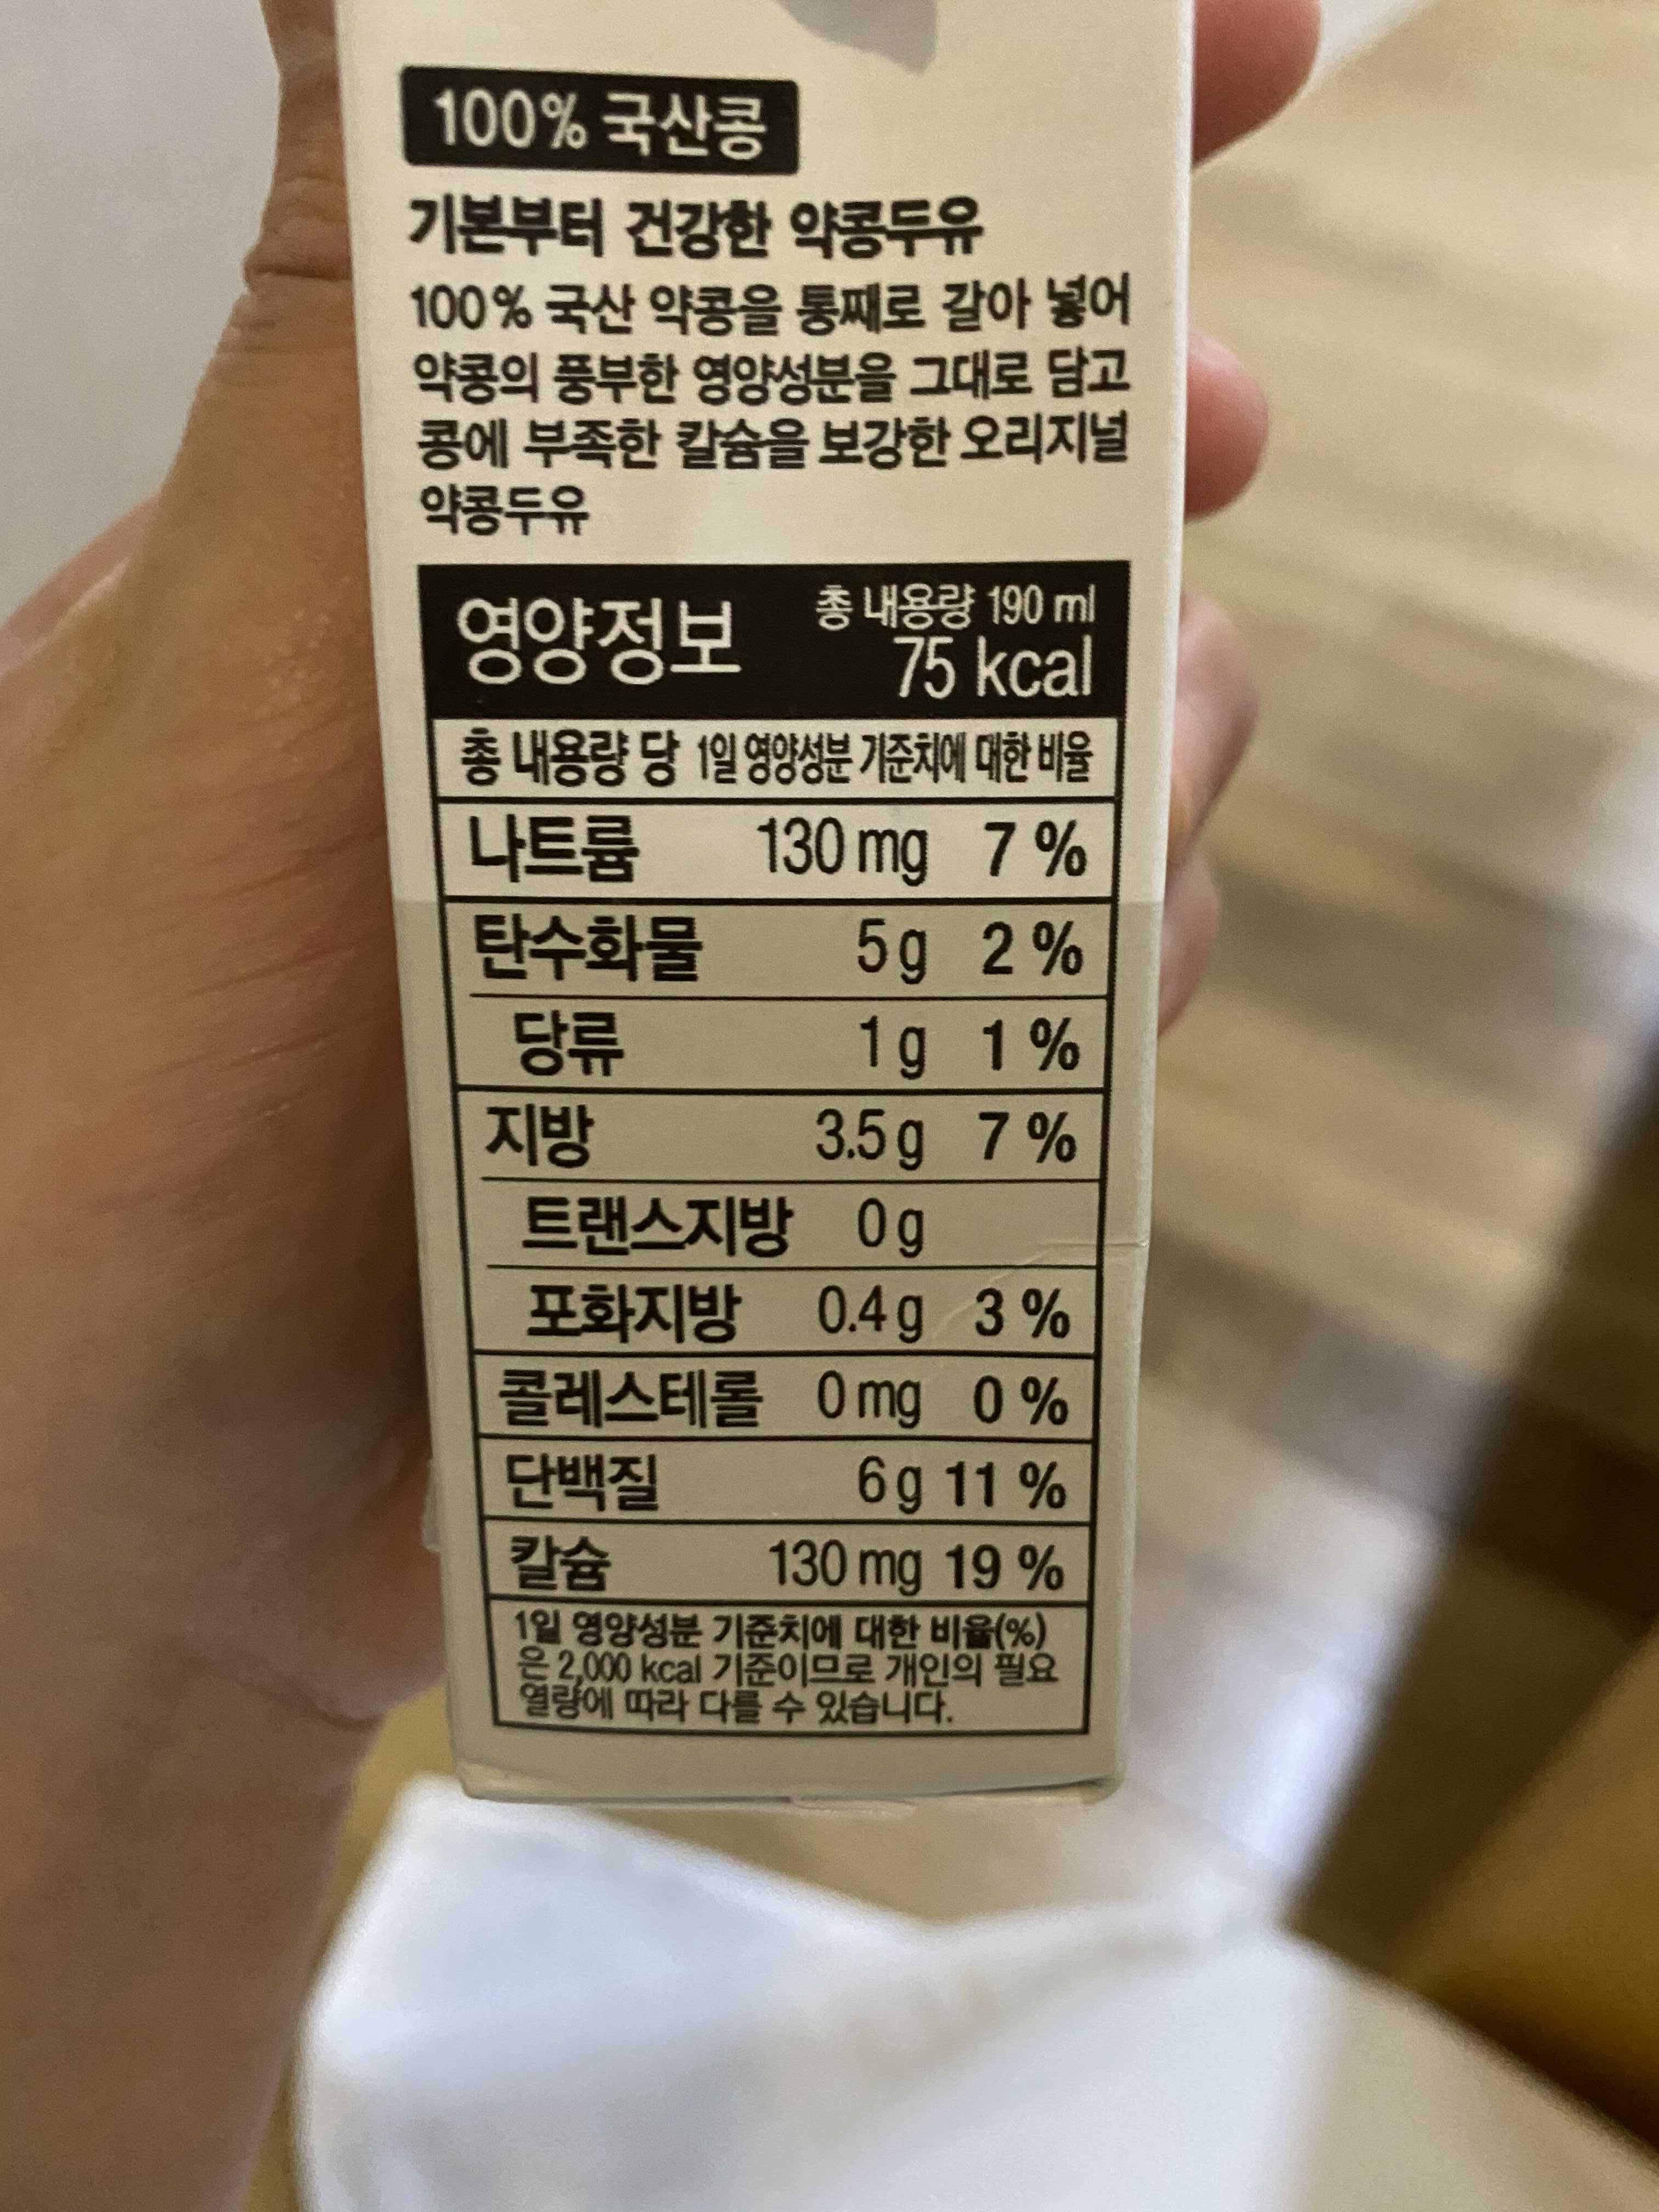 100% 국산콩
기본부터 건강한 약콩두유
100% 국산 약콩을 통째로 갈아 넣어
약콩의 풍부한 영양성분을 그대로 담고
콩에 부족한 칼슘을 보강한 오리지널
약콩두유
영양정보 총 내용량 190 ml
75 kcal
총 내용량 당 1일 영양성분 기준치에 대한 비율
나트륨 130 mg 7 %
탄수화물 5 g 2 %
당류 1 g 1 %
지방 3.5 g 7 %
트랜스지방 0 g
포화지방 0.4 g 3 %
콜레스테롤 0 mg 0 %
단백질 6 g 11 %
칼슘 130 mg 19 %
1일 영양성분 기준치에 대한 비율(%)
은 2,000 kcal 기준이므로 개인의 필요
열량에 따라 다를 수 있습니다.